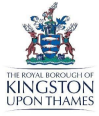 THE ROYAL BOROUGH OF
KINGSTON
UPON THAMES